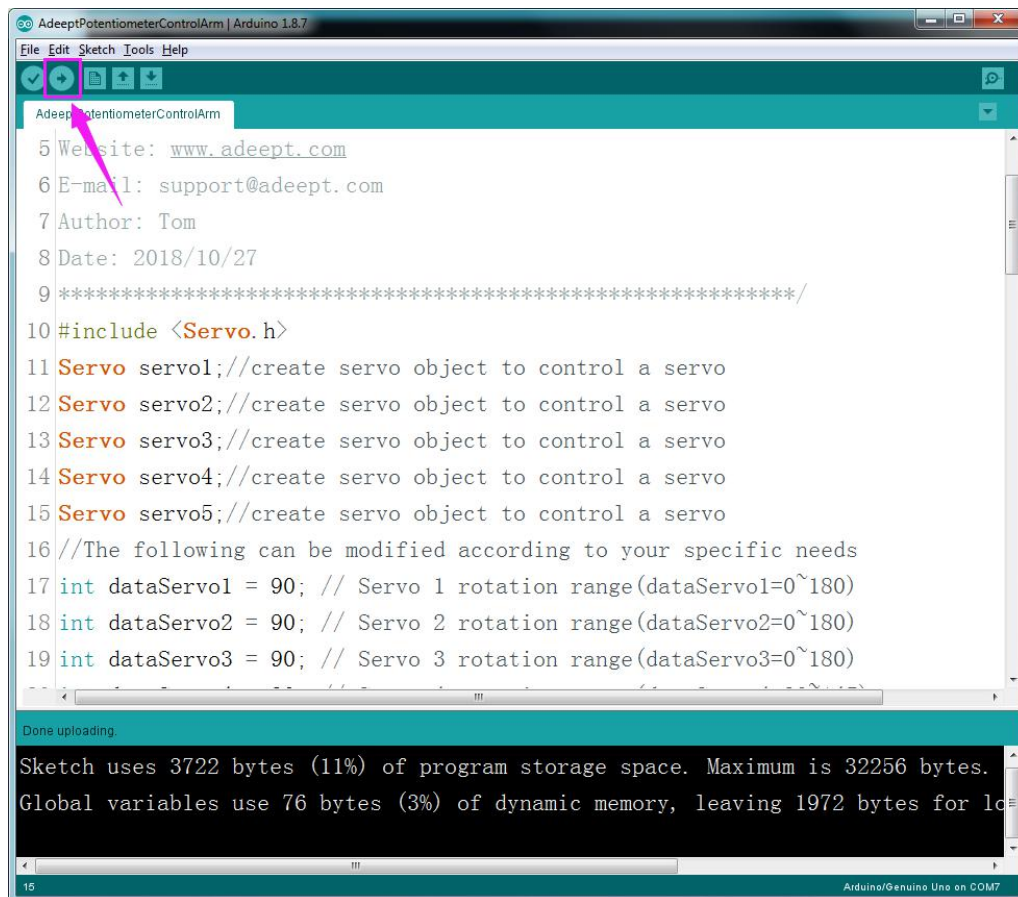 AdeeptPotentiometerControlArm | Arduino 1.8.7
File Edit Sketch Tools Help
AdeeptPotentiometerControlArm
5 Website: www.adeept.com
6 E-mail: support@adeept.com
7 Author: Tom
8 Date: 2018/10/27
9 ***********************************************************/
10 #include <Servo.h>
11 Servo servo1;//create servo object to control a servo
12 Servo servo2;//create servo object to control a servo
13 Servo servo3;//create servo object to control a servo
14 Servo servo4;//create servo object to control a servo
15 Servo servo5;//create servo object to control a servo
16 //The following can be modified according to your specific needs
17 int dataServo1 = 90; // Servo 1 rotation range(dataServo1=0~180)
18 int dataServo2 = 90; // Servo 2 rotation range(dataServo2=0~180)
19 int dataServo3 = 90; // Servo 3 rotation range(dataServo3=0~180)
Done uploading.
Sketch uses 3722 bytes (11%) of program storage space. Maximum is 32256 bytes.
Global variables use 76 bytes (3%) of dynamic memory, leaving 1972 bytes for lo
15 Arduino/Genuino Uno on COM7